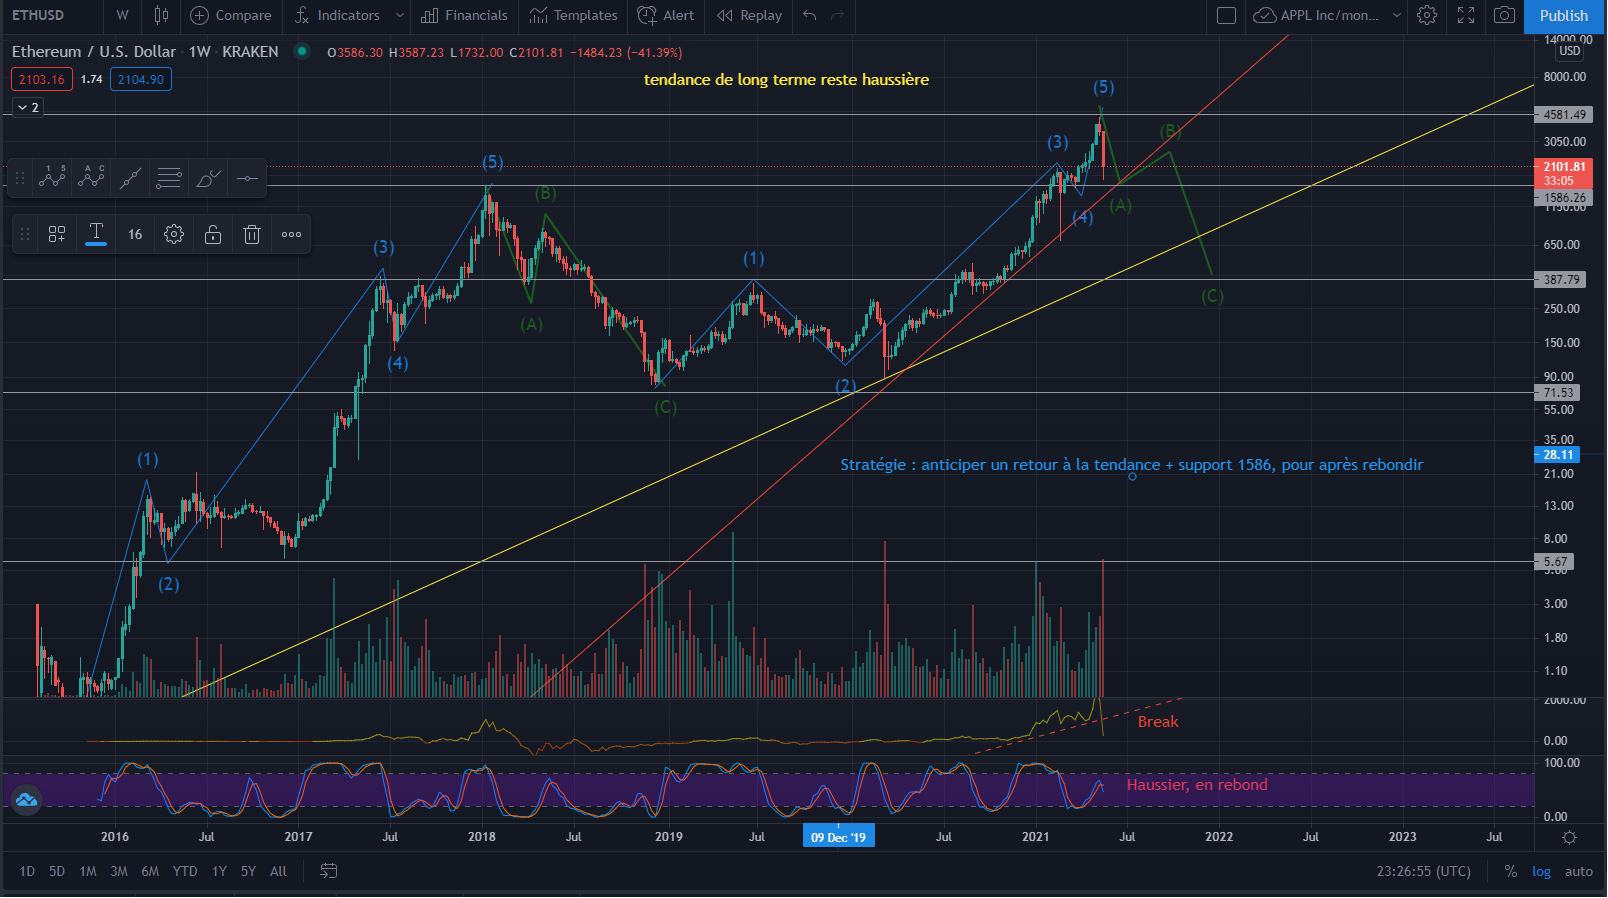 ETHUSD W Compare Indicators Financials Templates Alert Replay APPL Inc/mon... Publish
Ethereum / U.S. Dollar · 1W · KRAKEN O3586.30 H3587.23 L1732.00 C2101.81 −1484.23 (−41.39%)
2103.16 1.74 2104.90
2
tendance de long terme reste haussière
14000.00
USD
8000.00
4581.49
3050.00
2101.81
33:05
1586.26
650.00
387.79
250.00
150.00
90.00
71.53
55.00
35.00
28.11
21.00
13.00
8.00
5.67
3.00
1.80
1.10
1 5
A C
16
(5)
(3)
(B)
(5)
(B)
(A)
(4)
(3)
(1)
(C)
(A)
(4)
(2)
(C)
(1)
(2)
Stratégie : anticiper un retour à la tendance + support 1586, pour après rebondir
2000.00
Break
0.00
100.00
Haussier, en rebond
0.00
2016 Jul 2017 Jul 2018 Jul 2019 Jul 09 Dec '19 Jul 2021 Jul 2022 Jul 2023 Jul
1D 5D 1M 3M 6M YTD 1Y 5Y All 23:26:55 (UTC) % log auto